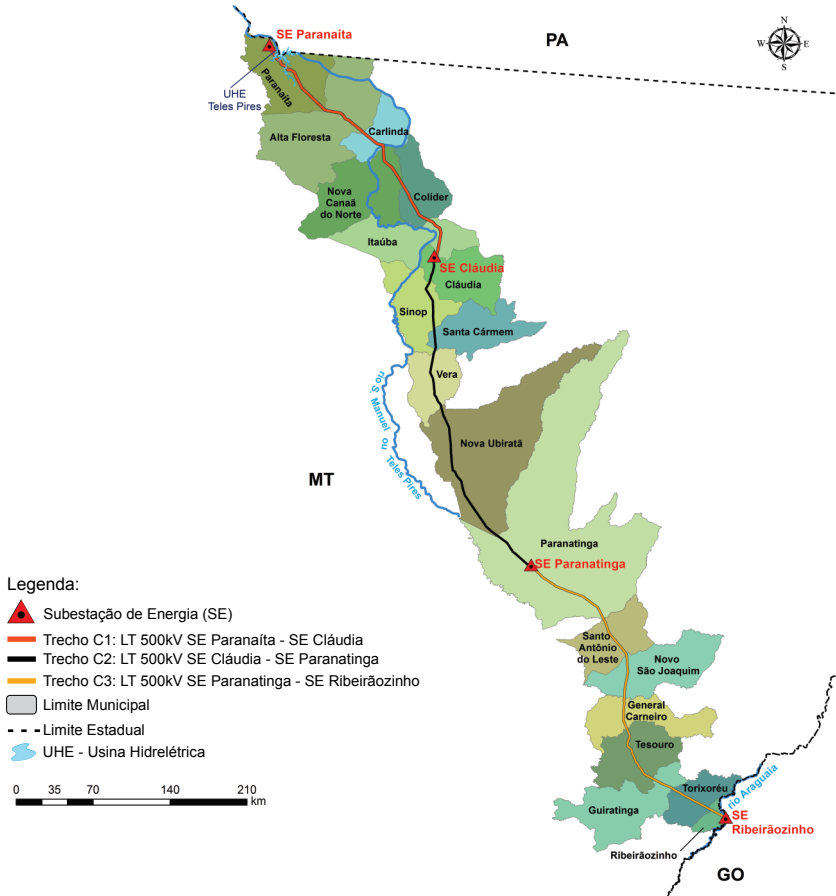 SE Paranaíta
PA
N
W E
S
UHE
Teles Pires
Paranaíta
Alta Floresta
Carlinda
Nova
Canaã
do Norte
Colíder
Itaúba
SE Cláudia
Cláudia
Sinop
Santa Cármem
Vera
no S. Manuel no Teles Pires
Nova Ubiratã
MT
Paranatinga
SE Paranatinga
Santo
Antônio
do Leste
Novo
São Joaquim
General
Carneiro
Tesouro
Torixoréu
rio Araguaia
Guiratinga
SE
Ribeirãozinho
Ribeirãozinho
GO
Legenda:
Subestação de Energia (SE)
Trecho C1: LT 500kV SE Paranaíta - SE Cláudia
Trecho C2: LT 500kV SE Cláudia - SE Paranatinga
Trecho C3: LT 500kV SE Paranatinga - SE Ribeirãozinho
Limite Municipal
Limite Estadual
UHE - Usina Hidrelétrica
0 35 70 140 210
km